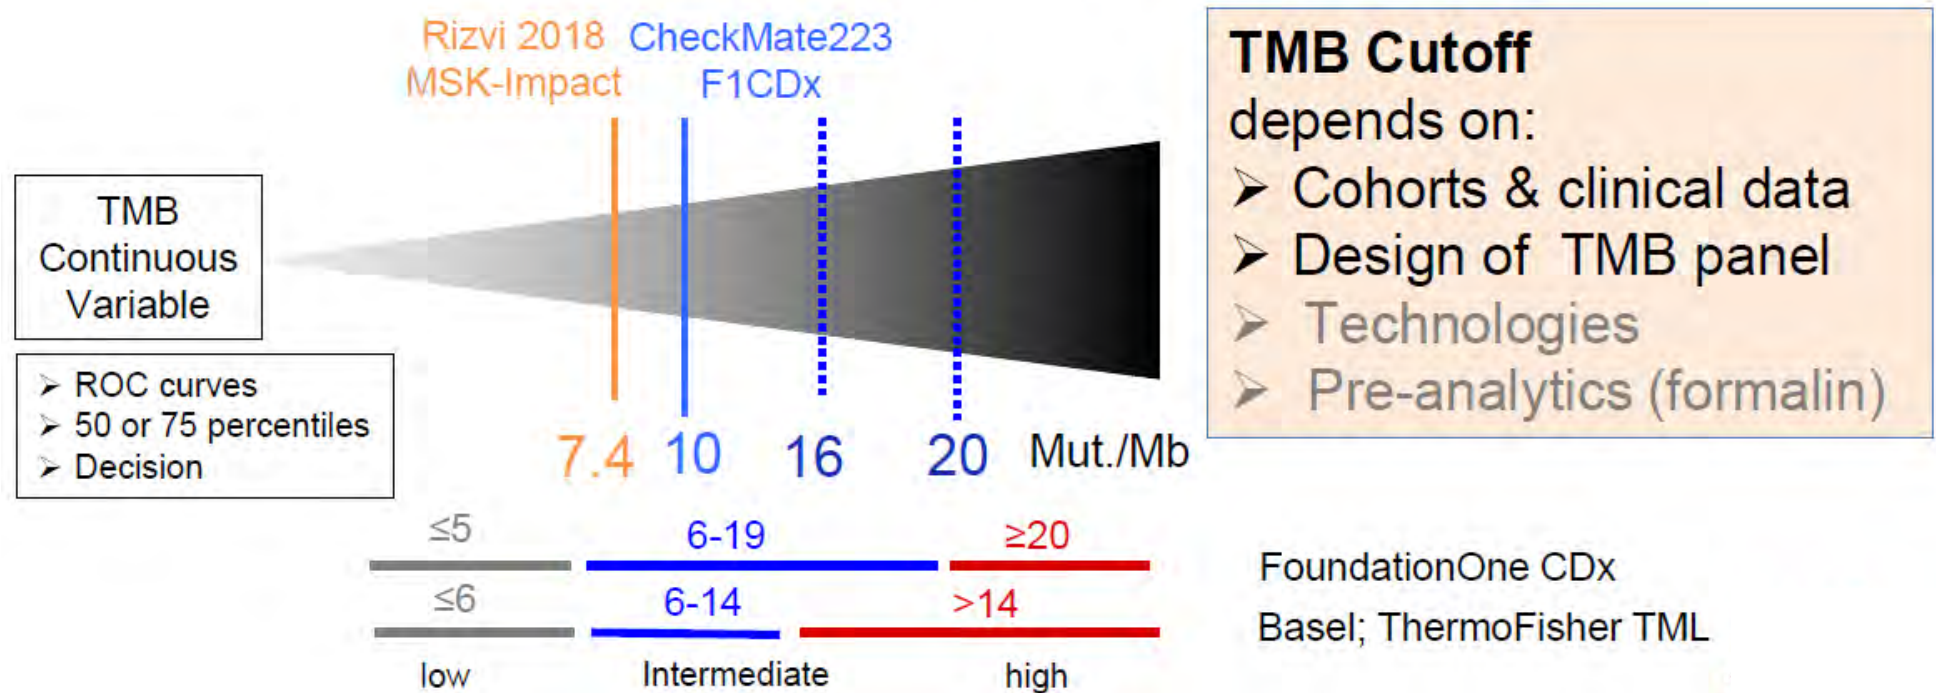 Rizvi 2018
MSK-Impact
CheckMate223
F1CDx
TMB
Continuous
Variable
➢ ROC curves
➢ 50 or 75 percentiles
➢ Decision
7.4
10
16
20
Mut./Mb
≤5
6-19
≥20
FoundationOne CDx
≤6
6-14
>14
Basel; ThermoFisher TML
low
Intermediate
high
TMB Cutoff
depends on:
➢ Cohorts & clinical data
➢ Design of TMB panel
➢ Technologies
➢ Pre-analytics (formalin)